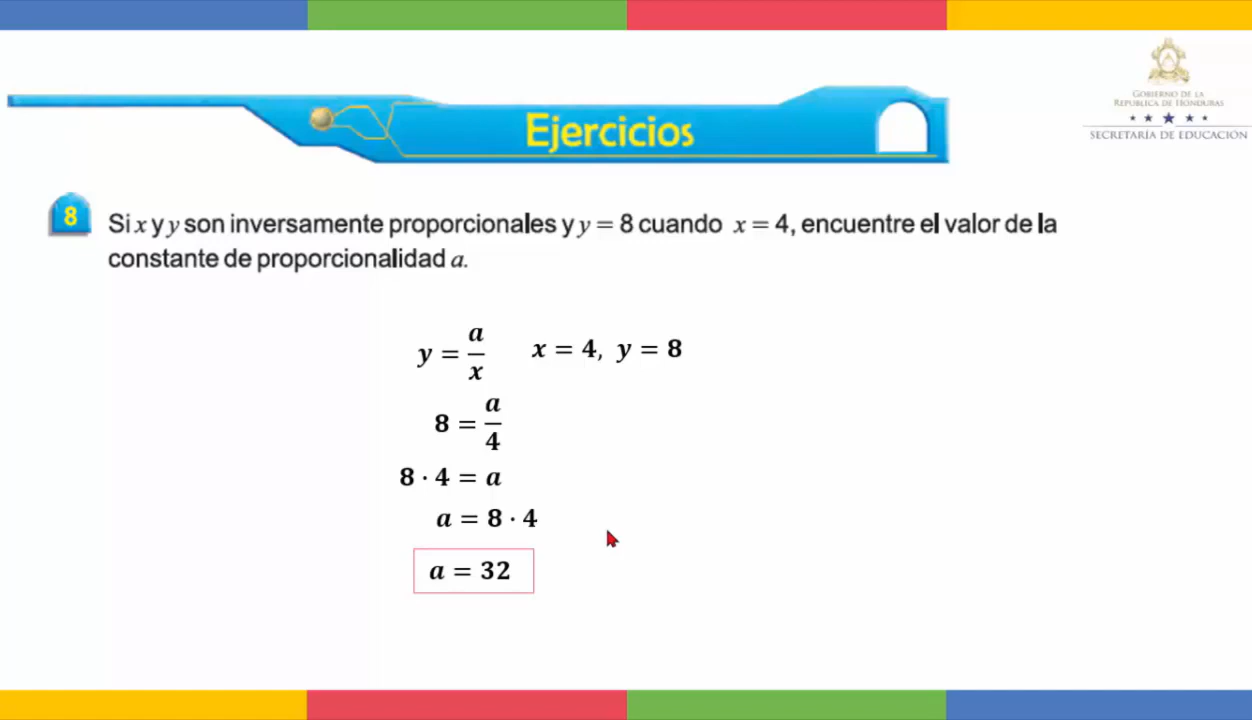 GOBIERNO DE LA
REPÚBLICA DE HONDURAS
SECRETARÍA DE EDUCACIÓN
Ejercicios
8 Si x y y son inversamente proporcionales y y = 8 cuando x = 4, encuentre el valor de la
constante de proporcionalidad a.
y = a/x x = 4, y = 8
8 = a/4
8 · 4 = a
a = 8 · 4
a = 32